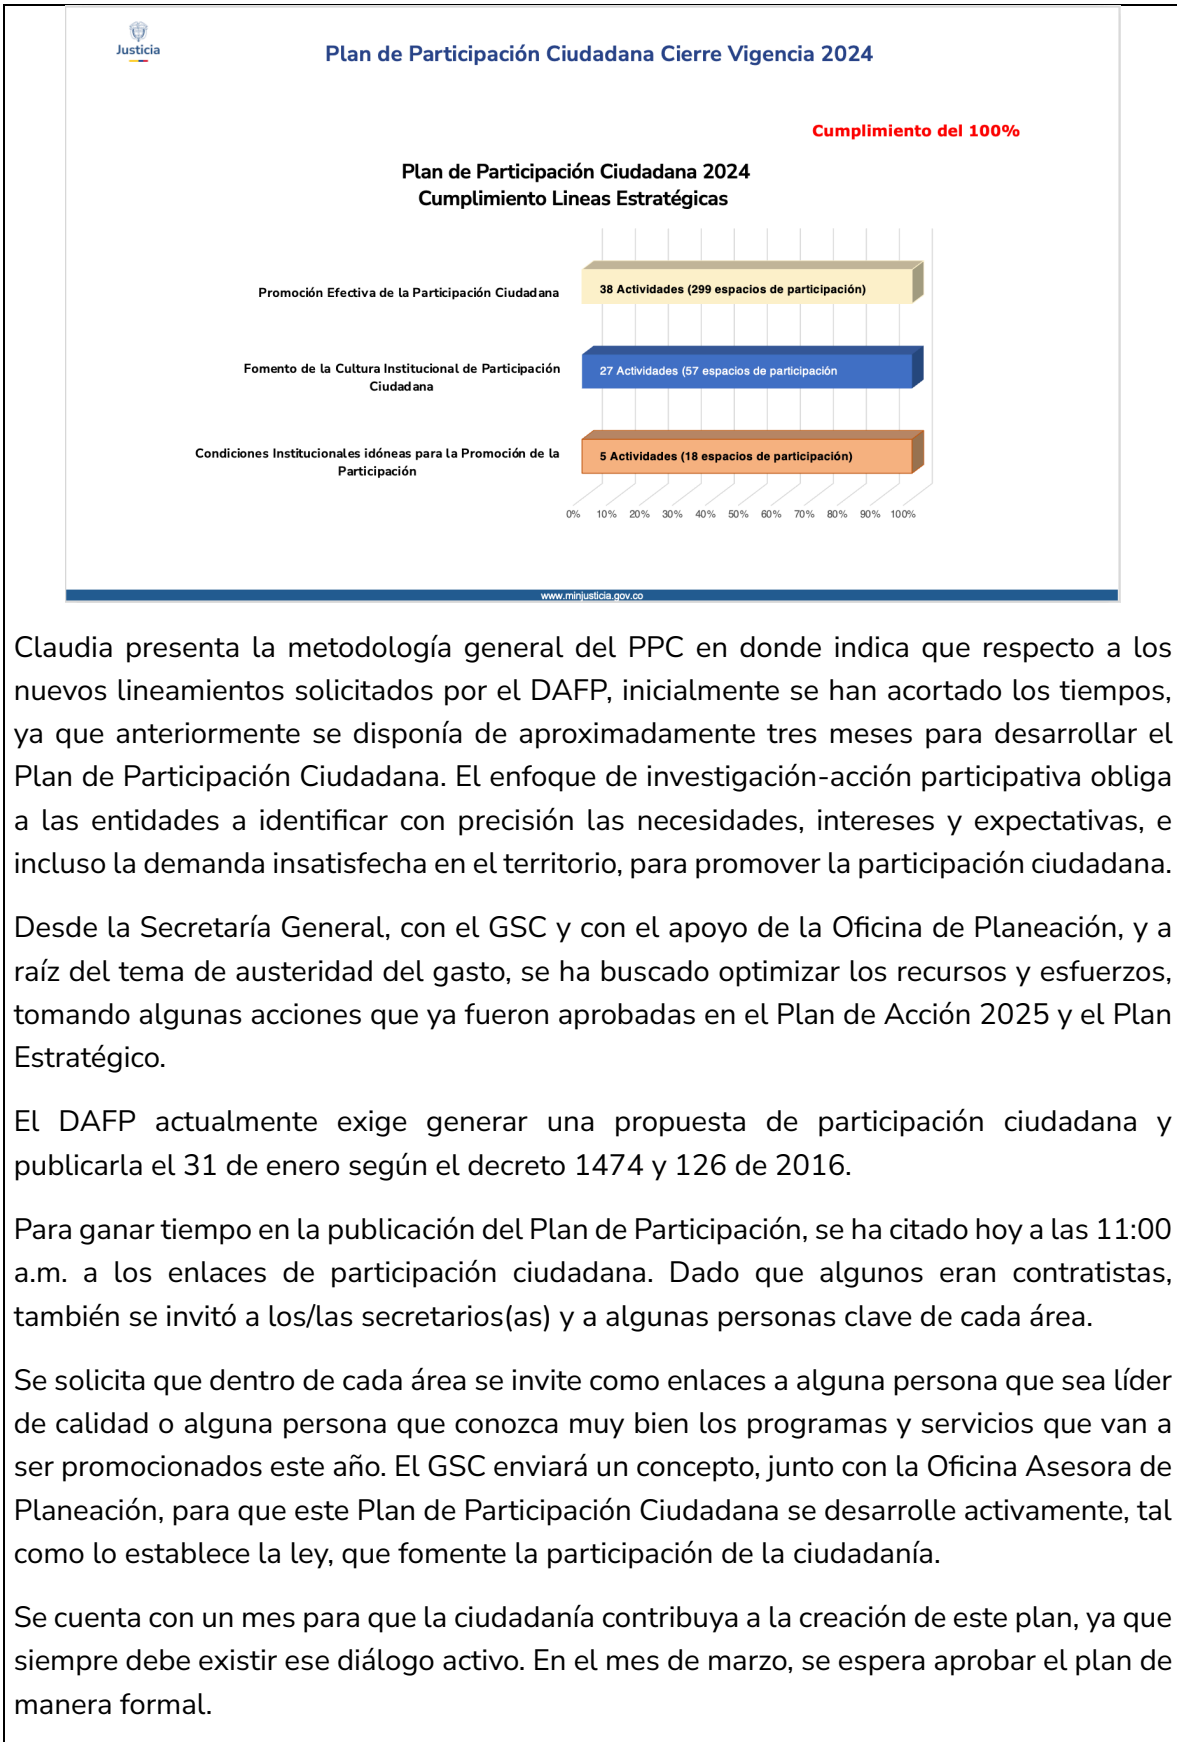 Justicia
Plan de Participación Ciudadana Cierre Vigencia 2024
Cumplimiento del 100%
Plan de Participación Ciudadana 2024
Cumplimiento Lineas Estratégicas
Promoción Efectiva de la Participación Ciudadana
38 Actividades (299 espacios de participación)
Fomento de la Cultura Institucional de Participación
Ciudadana
27 Actividades (57 espacios de participación
Condiciones Institucionales idóneas para la Promoción de la
Participación
5 Actividades (18 espacios de participación)
0% 10% 20% 30% 40% 50% 60% 70% 80% 90% 100%
www.minjusticia.gov.co
Claudia presenta la metodología general del PPC en donde indica que respecto a los
nuevos lineamientos solicitados por el DAFP, inicialmente se han acortado los tiempos,
ya que anteriormente se disponía de aproximadamente tres meses para desarrollar el
Plan de Participación Ciudadana. El enfoque de investigación-acción participativa obliga
a las entidades a identificar con precisión las necesidades, intereses y expectativas, e
incluso la demanda insatisfecha en el territorio, para promover la participación ciudadana.
Desde la Secretaría General, con el GSC y con el apoyo de la Oficina de Planeación, y a
raíz del tema de austeridad del gasto, se ha buscado optimizar los recursos y esfuerzos,
tomando algunas acciones que ya fueron aprobadas en el Plan de Acción 2025 y el Plan
Estratégico.
El DAFP actualmente exige generar una propuesta de participación ciudadana y
publicarla el 31 de enero según el decreto 1474 y 126 de 2016.
Para ganar tiempo en la publicación del Plan de Participación, se ha citado hoy a las 11:00
a.m. a los enlaces de participación ciudadana. Dado que algunos eran contratistas,
también se invitó a los/las secretarios(as) y a algunas personas clave de cada área.
Se solicita que dentro de cada área se invite como enlaces a alguna persona que sea líder
de calidad o alguna persona que conozca muy bien los programas y servicios que van a
ser promocionados este año. El GSC enviará un concepto, junto con la Oficina Asesora de
Planeación, para que este Plan de Participación Ciudadana se desarrolle activamente, tal
como lo establece la ley, que fomente la participación de la ciudadanía.
Se cuenta con un mes para que la ciudadanía contribuya a la creación de este plan, ya que
siempre debe existir ese diálogo activo. En el mes de marzo, se espera aprobar el plan de
manera formal.